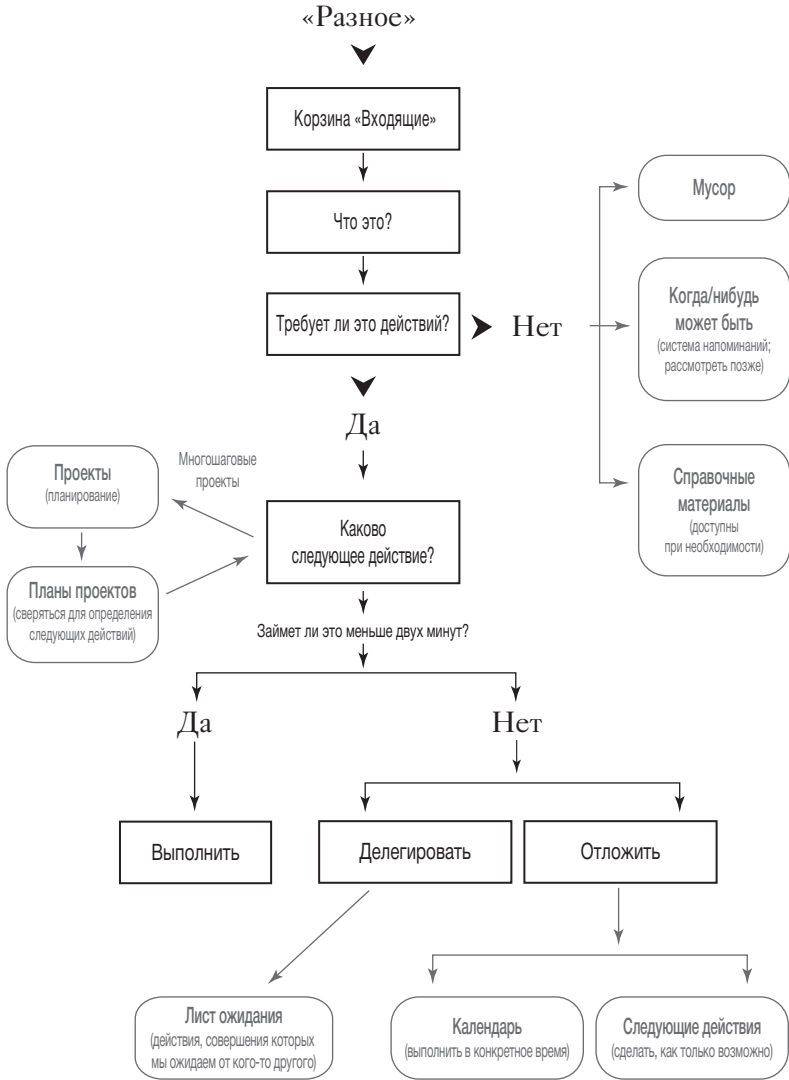 «Разное»
Корзина «Входящие»
Что это?
Требует ли это действий?
Нет
Мусор
Когда/нибудь
может быть
(система напоминаний;
рассмотреть позже)
Справочные
материалы
(доступны
при необходимости)
Да
Многошаговые
проекты
Проекты
(планирование)
Планы проектов
(сверяться для определения
следующих действий)
Каково
следующее действие?
Займет ли это меньше двух минут?
Да
Нет
Выполнить
Делегировать
Отложить
Лист ожидания
(действия, совершения которых
мы ожидаем от кого-то другого)
Календарь
(выполнить в конкретное время)
Следующие действия
(сделать, как только возможно)